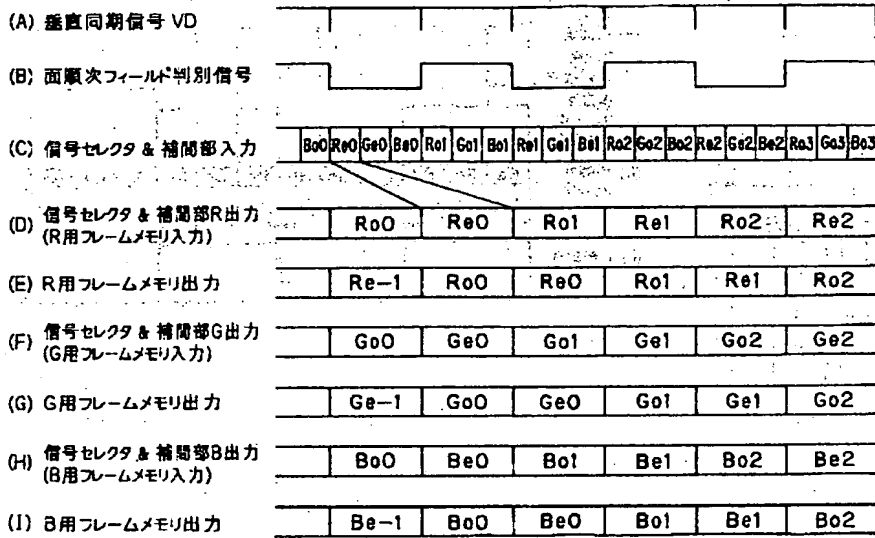 (A) 垂直同期信号 VD
(B) 面順次フィールド判別信号
(C) 信号セレクタ & 補間部入力
Bo0 Re0 Ge0 Be0 Ro1 Go1 Bo1 Re1 Ge1 Be1 Ro2 Go2 Bo2 Re2 Ge2 Be2 Ro3 Go3 Bo3
(D) 信号セレクタ & 補間部R出力
(R用フレームメモリ入力)
Ro0 Re0 Ro1 Re1 Ro2 Re2
(E) R用フレームメモリ出力
Re-1 Ro0 Re0 Ro1 Re1 Ro2
(F) 信号セレクタ & 補間部G出力
(G用フレームメモリ入力)
Go0 Ge0 Go1 Ge1 Go2 Ge2
(G) G用フレームメモリ出力
Ge-1 Go0 Ge0 Go1 Ge1 Go2
(H) 信号セレクタ & 補間部B出力
(B用フレームメモリ入力)
Bo0 Be0 Bo1 Be1 Bo2 Be2
(I) B用フレームメモリ出力
Be-1 Bo0 Be0 Bo1 Be1 Bo2